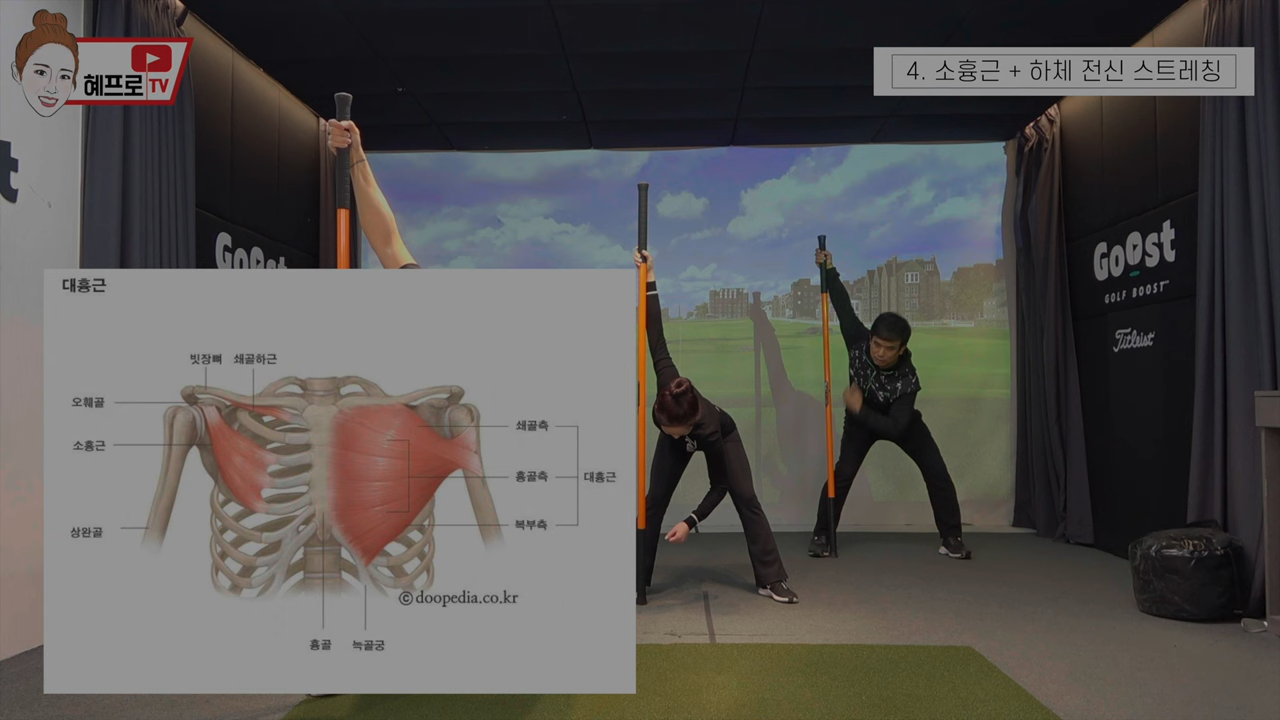 혜프로 TV
4. 소흉근 + 하체 전신 스트레칭
t
Goost
Goost
GOLF BOOST
Titleist
대흉근
빗장뼈 쇄골하근
오훼골
소흉근
상완골
쇄골측
흉골측
대흉근
복부측
ⓒdoopedia.co.kr
흉골 늑골궁